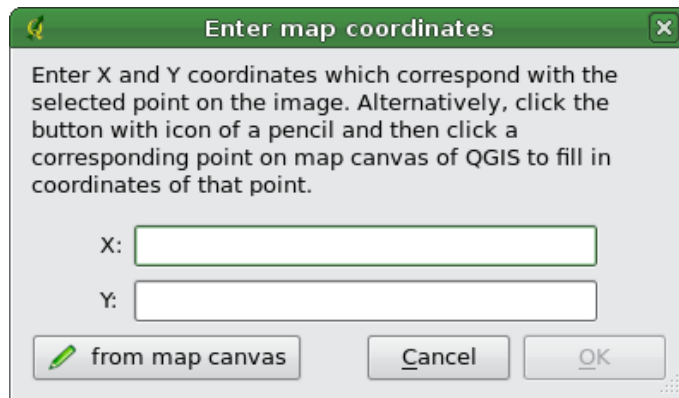 Enter map coordinates
Enter X and Y coordinates which correspond with the
selected point on the image. Alternatively, click the
button with icon of a pencil and then click a
corresponding point on map canvas of QGIS to fill in
coordinates of that point.
X:
Y:
from map canvas
Cancel
OK